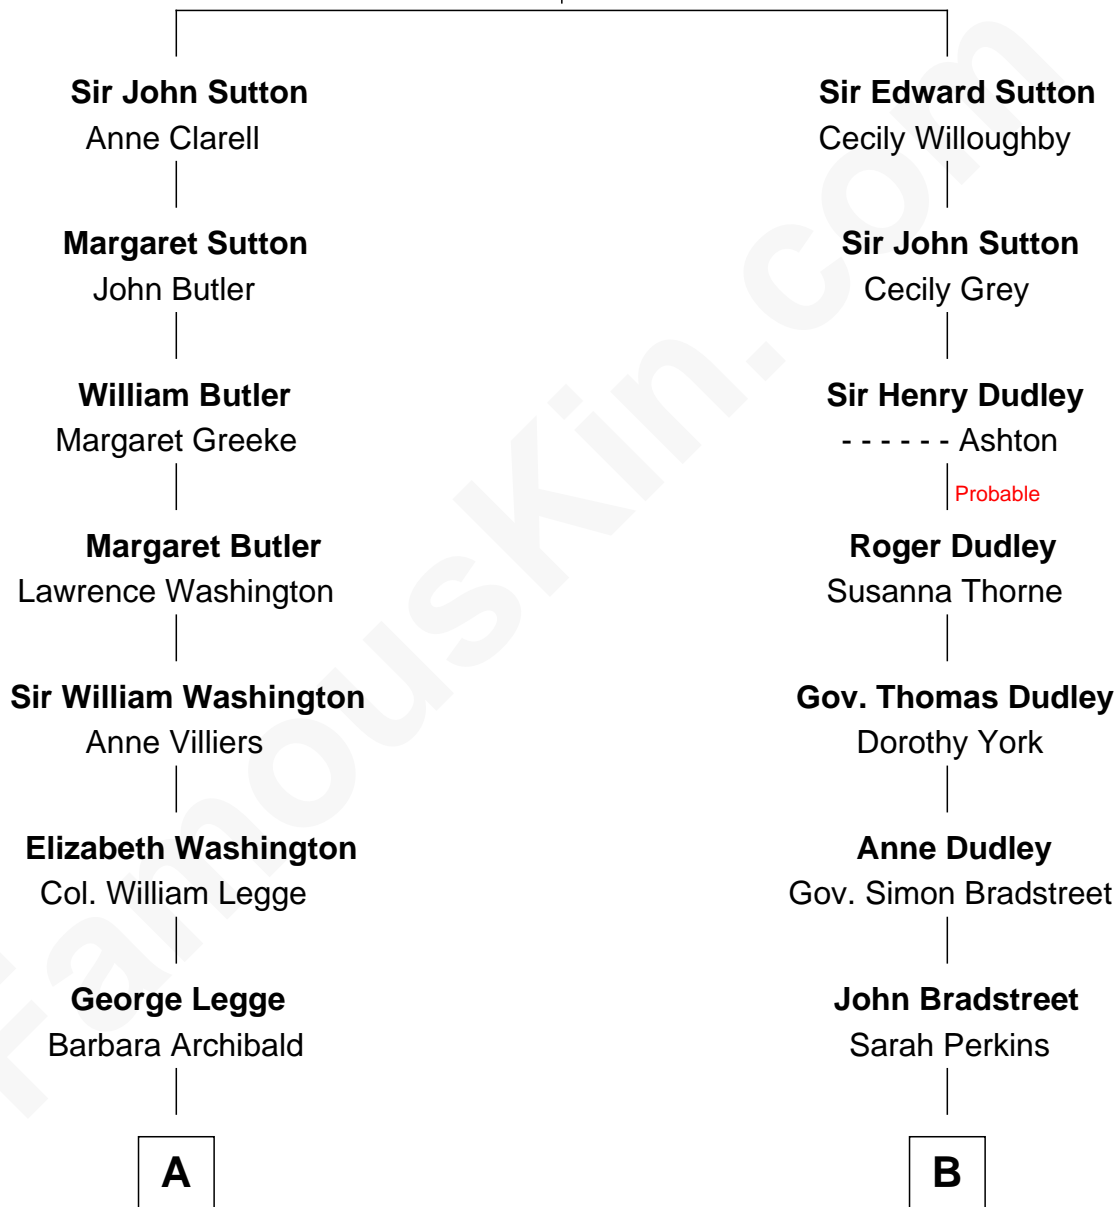 Sir John Sutton
Anne Clarell
Margaret Sutton
John Butler
William Butler
Margaret Greeke
Margaret Butler
Lawrence Washington
Sir William Washington
Anne Villiers
Elizabeth Washington
Col. William Legge
George Legge
Barbara Archibald
A
Sir Edward Sutton
Cecily Willoughby
Sir John Sutton
Cecily Grey
Sir Henry Dudley
- - - - - - Ashton
Probable
Roger Dudley
Susanna Thorne
Gov. Thomas Dudley
Dorothy York
Anne Dudley
Gov. Simon Bradstreet
John Bradstreet
Sarah Perkins
B
FamousKin.com